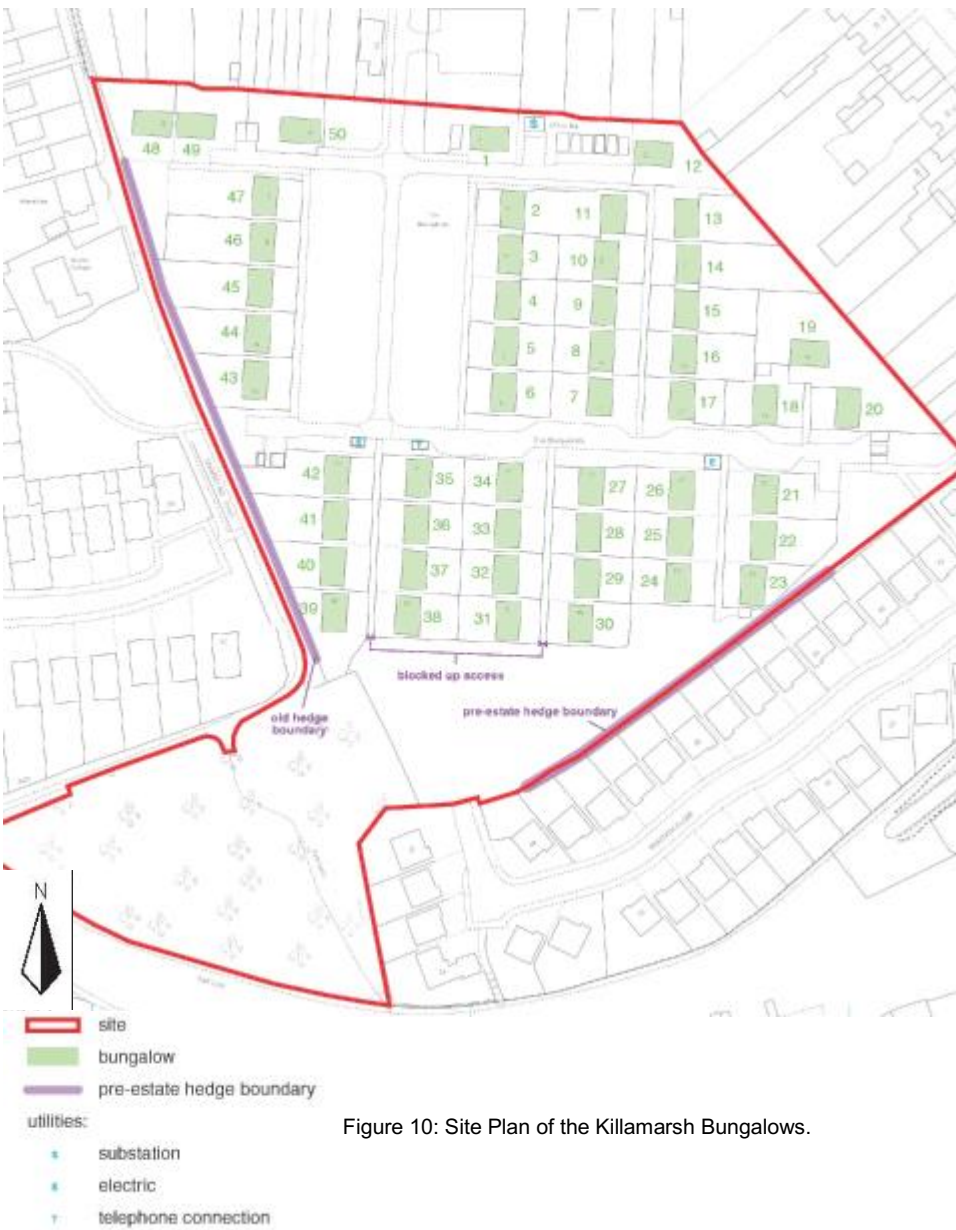 48 49
50
1
S
12
47
2 11
13
46
3 10
14
45
4 9
15
19
44
5 8
16
43
6 7
17
18
20
T
E
42
35 34
27 26
21
41
36 33
28 25
22
40
37 32
29 24
23
39
38 31
30
blocked up access
old hedge
boundary
pre-estate hedge boundary
N
site
bungalow
pre-estate hedge boundary
utilities:
Figure 10: Site Plan of the Killamarsh Bungalows.
substation
electric
telephone connection